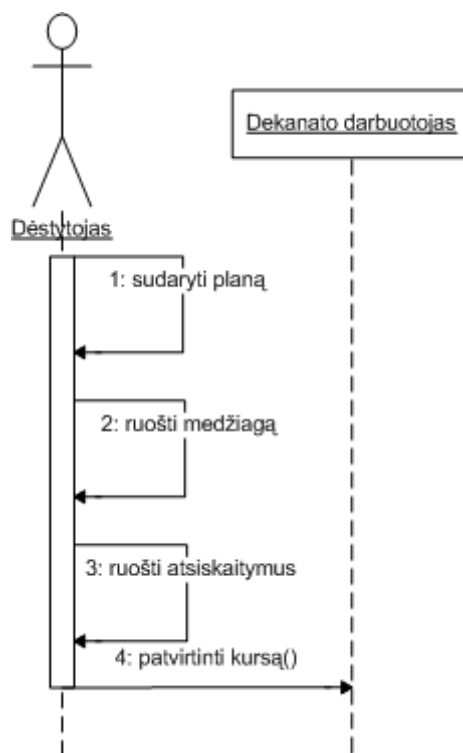 Dekanato darbuotojas
Dėstytojas
1: sudaryti planą
2: ruošti medžiagą
3: ruošti atsiskaitymus
4: patvirtinti kursą()